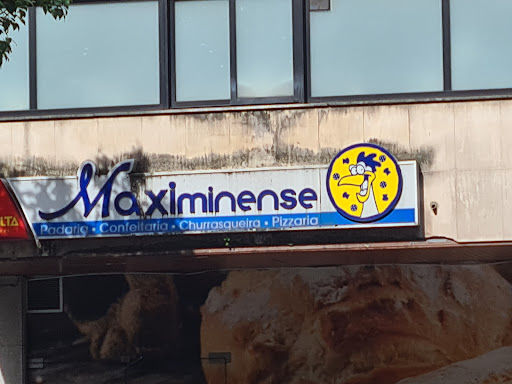 Maximinense
Padaria • Confeitaria • Churrasqueira • Pizzaria